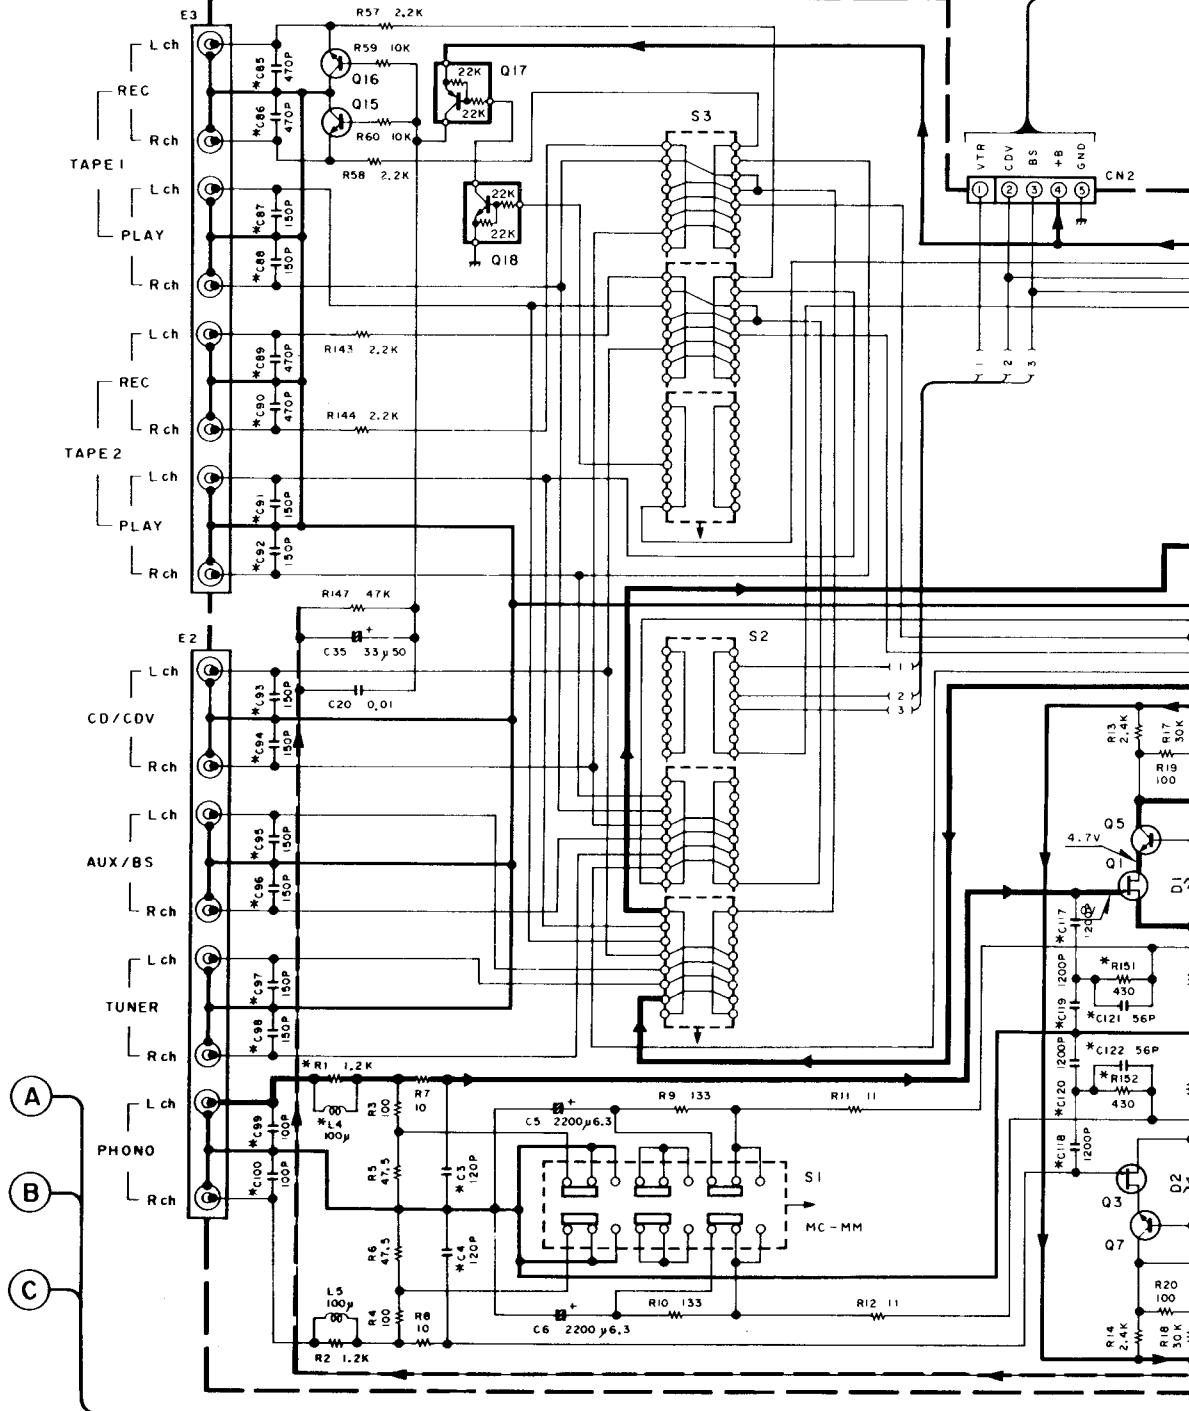 E3
R57 2.2K
L ch
*C85 470P
R59 10K
Q16
22K
22K
Q17
REC
*C86 470P
Q15
R60 10K
R ch
R58 2.2K
TAPE 1
L ch
*C87 150P
22K
22K
Q18
PLAY
*C88 150P
R ch
S3
VTR
CDV
BS
+B
GND
1
2
3
4
5
CN2
L ch
*C89 470P
R143 2.2K
REC
*C90 470P
R144 2.2K
R ch
1
2
3
TAPE 2
L ch
*C91 150P
PLAY
*C92 150P
R ch
R147 47K
+
C35 33μ50
C20 0.01
E2
S2
L ch
*C93 150P
1
2
3
CD/CDV
*C94 150P
R ch
R13 2.4K
R17 30K
R19 100
L ch
*C95 150P
Q5
4.7V
Q1
AUX/BS
*C96 150P
R ch
0V
*C117 1200P
L ch
*C97 150P
TUNER
*C98 150P
R ch
*C119 1200P
*R151 430
*C121 56P
*C122 56P
*R152 430
*C120 1200P
*C118 1200P
A
B
C
L ch
*R1 1.2K
*L4 100μ
R7 10
R3 100
*C99 100P
PHONO
*C100 100P
R ch
R5 47.5
*C3 120P
+
C5 2200μ6.3
R9 133
R11 11
S1
MC-MM
R6 47.5
*C4 120P
L5 100μ
R2 1.2K
R4 100
R8 10
+
C6 2200μ6.3
R10 133
R12 11
Q3
D2
Q7
R20 100
R14 2.4K
R18 30K